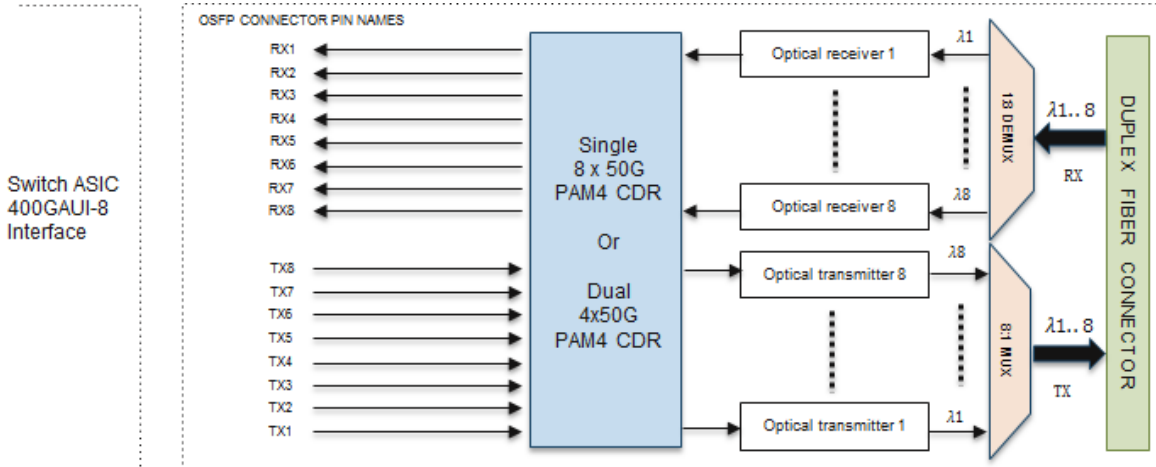 OSFP CONNECTOR PIN NAMES
RX1
RX2
RX3
RX4
RX5
RX6
RX7
RX8
TX8
TX7
TX6
TX5
TX4
TX3
TX2
TX1
Switch ASIC
400GAUI-8
Interface
Single
8 x 50G
PAM4 CDR
Or
Dual
4x50G
PAM4 CDR
Optical receiver 1
Optical receiver 8
Optical transmitter 8
Optical transmitter 1
λ1
λ8
λ8
λ1
1:8 DEMUX
8:1 MUX
λ1..8
RX
λ1..8
TX
DUPLEX FIBER CONNECTOR